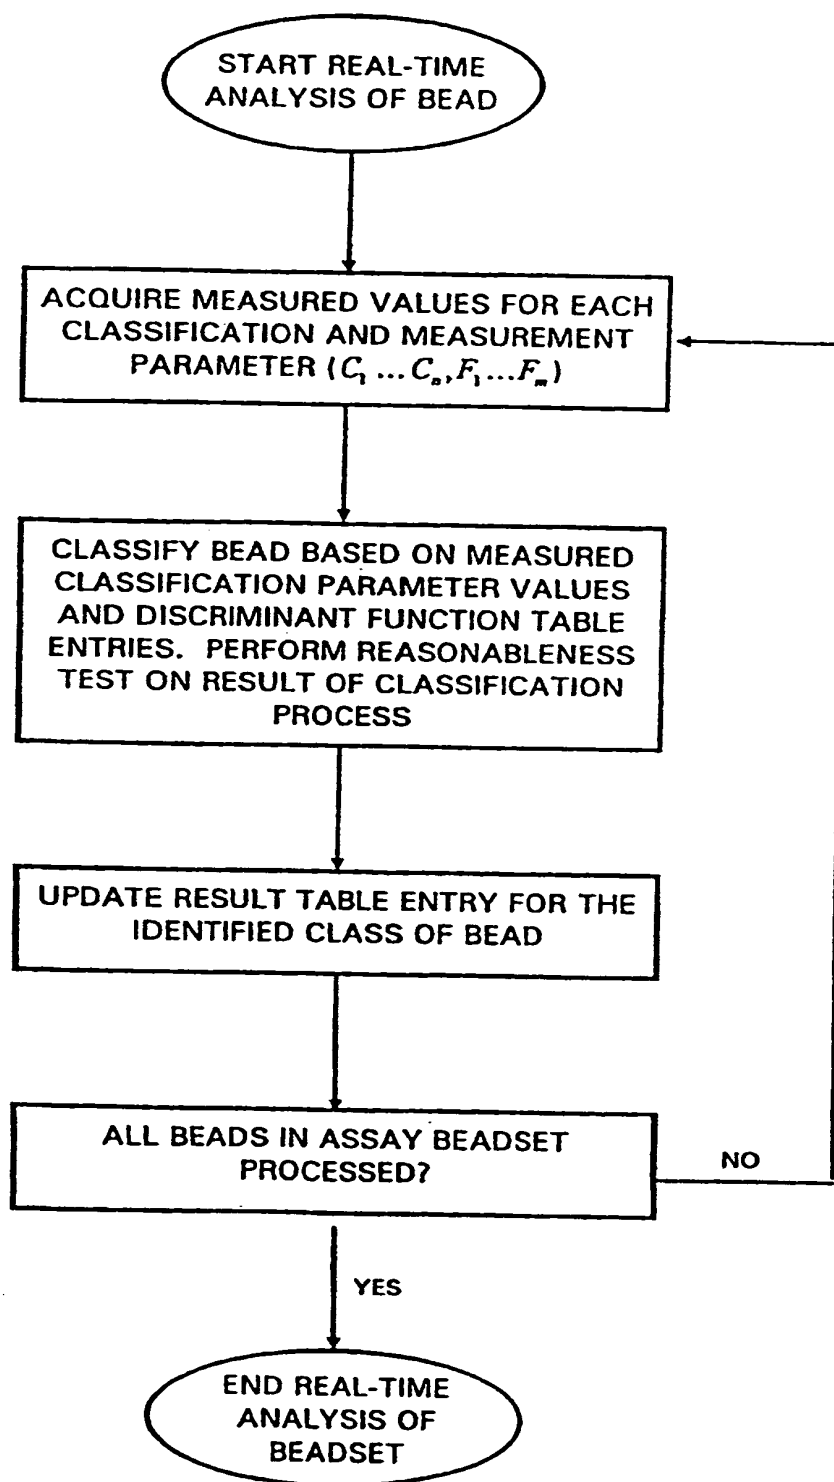 START REAL-TIME
ANALYSIS OF BEAD
ACQUIRE MEASURED VALUES FOR EACH
CLASSIFICATION AND MEASUREMENT
PARAMETER (C₁ ... Cₙ, F₁ ... Fₘ)
CLASSIFY BEAD BASED ON MEASURED
CLASSIFICATION PARAMETER VALUES
AND DISCRIMINANT FUNCTION TABLE
ENTRIES. PERFORM REASONABLENESS
TEST ON RESULT OF CLASSIFICATION
PROCESS
UPDATE RESULT TABLE ENTRY FOR THE
IDENTIFIED CLASS OF BEAD
ALL BEADS IN ASSAY BEADSET
PROCESSED?
NO
YES
END REAL-TIME
ANALYSIS OF
BEADSET